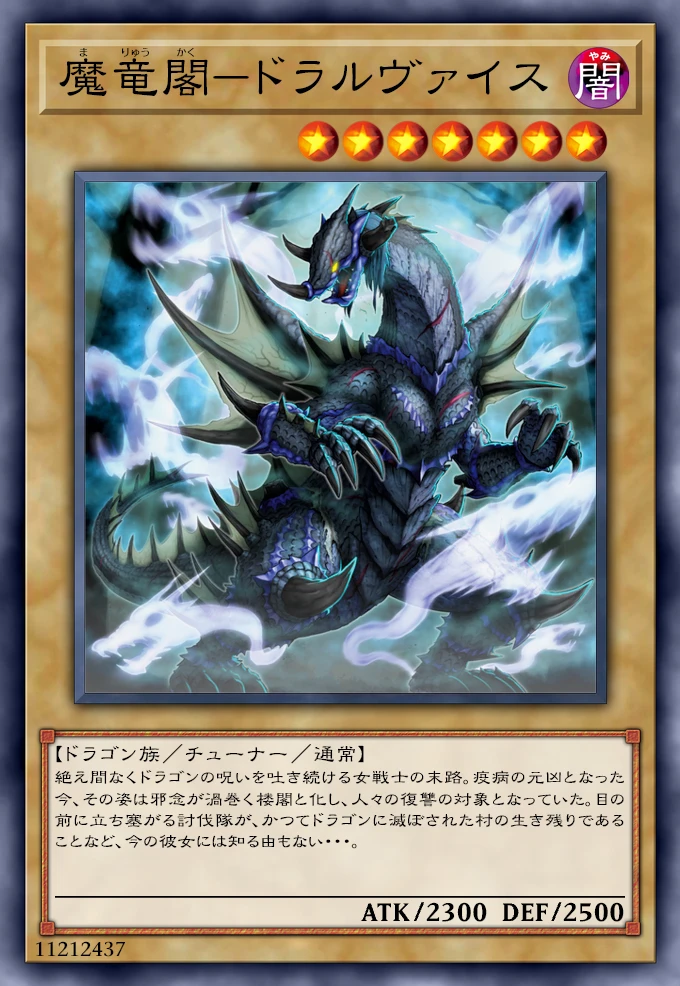 ま りゅう かく
魔竜閣－ドラルヴァイス
やみ
闇
【ドラゴン族／チューナー／通常】
絶え間なくドラゴンの呪いを吐き続ける女戦士の末路。疫病の元凶となった
今、その姿は邪念が渦巻く楼閣と化し、人々の復讐の対象となっていた。目の
前に立ち塞がる討伐隊が、かつてドラゴンに滅ぼされた村の生き残りである
ことなど、今の彼女には知る由もない・・・。
ATK/2300 DEF/2500
11212437